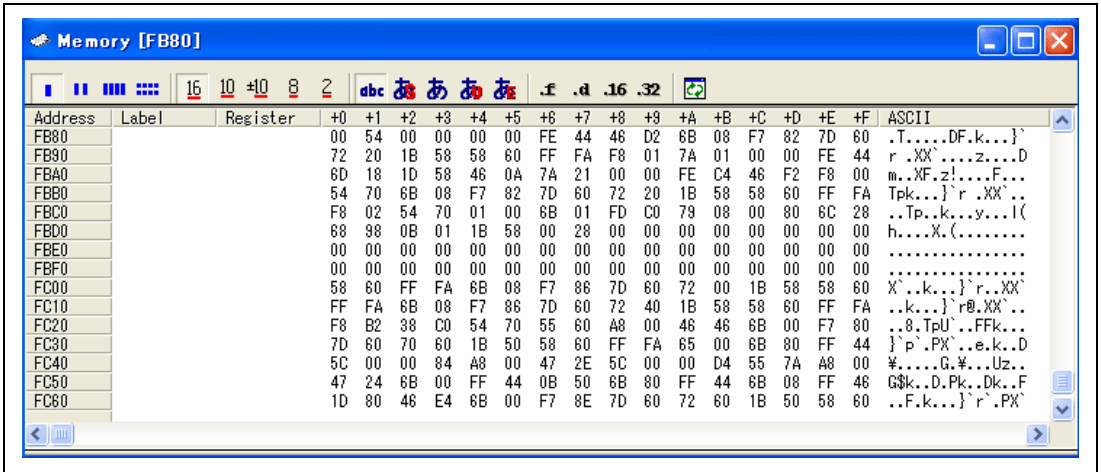 Memory [FB80]
16 10 ±10 8 2 abc あS あ あU あE .f .d .16 .32
Address Label Register +0 +1 +2 +3 +4 +5 +6 +7 +8 +9 +A +B +C +D +E +F ASCII
FB80 00 54 00 00 00 00 FE 44 46 D2 6B 08 F7 82 7D 60 .T.....DF.k...}`
FB90 72 20 1B 58 58 60 FF FA F8 01 7A 01 00 00 FE 44 r .XX`....z....D
FBA0 6D 18 1D 58 46 0A 7A 21 00 00 FE C4 46 F2 F8 00 m..XF.z!....F...
FBB0 54 70 6B 08 F7 82 7D 60 72 20 1B 58 58 60 FF FA Tpk...}`r .XX`..
FBC0 F8 02 54 70 01 00 6B 01 FD C0 79 08 00 80 6C 28 ..Tp..k...y...l(
FBD0 68 98 0B 01 1B 58 00 28 00 00 00 00 00 00 00 00 h....X.(........
FBE0 00 00 00 00 00 00 00 00 00 00 00 00 00 00 00 00 ................
FBF0 00 00 00 00 00 00 00 00 00 00 00 00 00 00 00 00 ................
FC00 58 60 FF FA 6B 08 F7 86 7D 60 72 00 1B 58 58 60 X`..k...}`r..XX`
FC10 FF FA 6B 08 F7 86 7D 60 72 40 1B 58 58 60 FF FA ..k...}`r@.XX`..
FC20 F8 B2 38 C0 54 70 55 60 A8 00 46 46 6B 00 F7 80 ..8.TpU`..FFk...
FC30 7D 60 70 60 1B 50 58 60 FF FA 65 00 6B 80 FF 44 }`p`.PX`..e.k..D
FC40 5C 00 00 84 A8 00 47 2E 5C 00 00 D4 55 7A A8 00 ¥.....G.¥...Uz..
FC50 47 24 6B 00 FF 44 0B 50 6B 80 FF 44 6B 08 FF 46 G$k..D.Pk..Dk..F
FC60 1D 80 46 E4 6B 00 F7 8E 7D 60 72 60 1B 50 58 60 ..F.k...}`r`.PX`